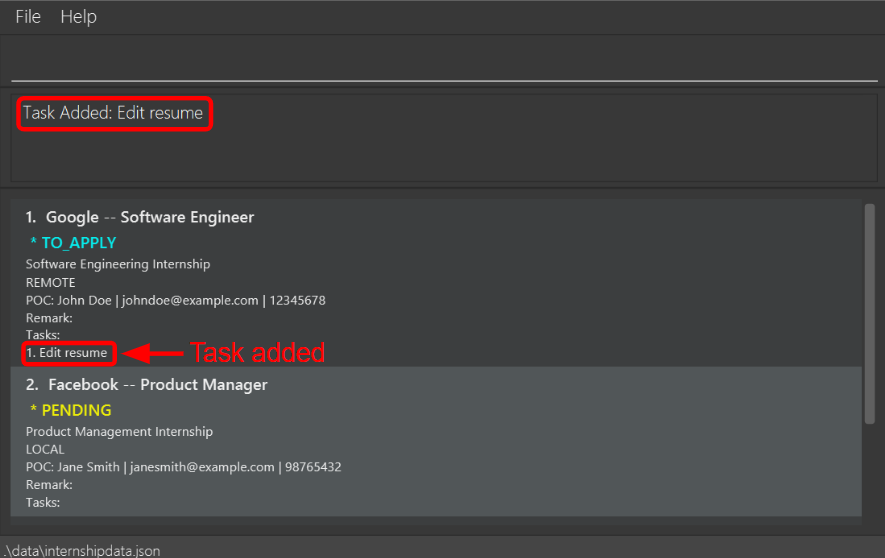 File Help
Task Added: Edit resume
1. Google -- Software Engineer
* TO_APPLY
Software Engineering Internship
REMOTE
POC: John Doe | johndoe@example.com | 12345678
Remark:
Tasks:
1. Edit resume
Task added
2. Facebook -- Product Manager
* PENDING
Product Management Internship
LOCAL
POC: Jane Smith | janesmith@example.com | 98765432
Remark:
Tasks:
.\data\internshipdata.json